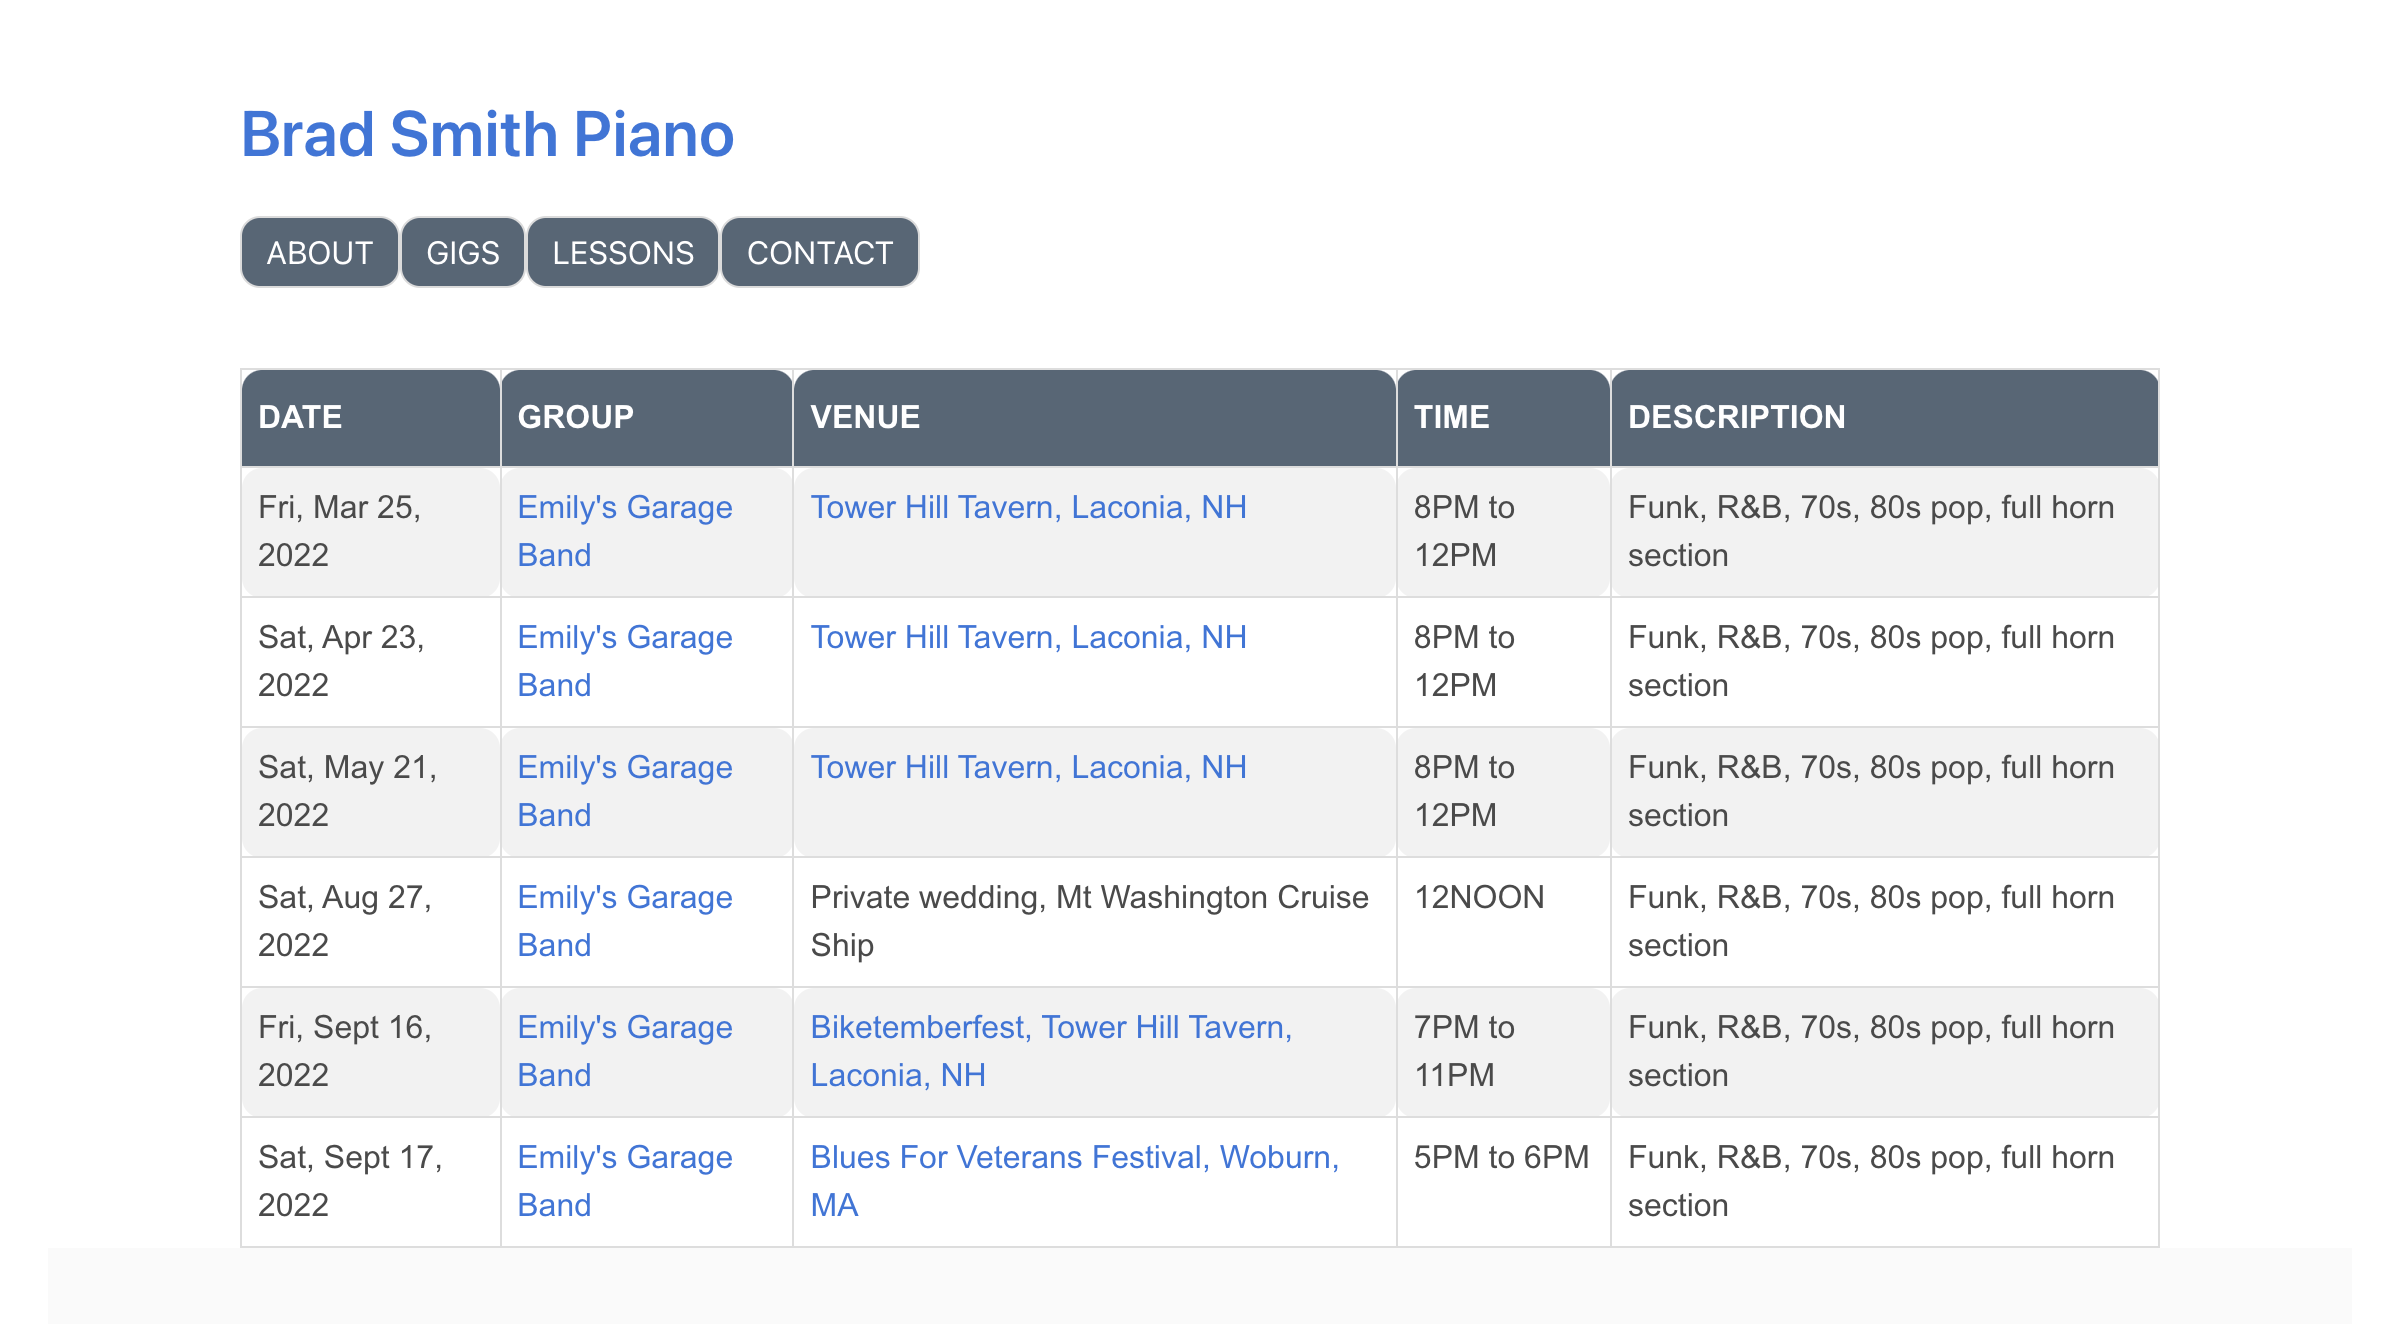 Brad Smith Piano
ABOUT GIGS LESSONS CONTACT
DATE GROUP VENUE TIME DESCRIPTION
Fri, Mar 25, Emily's Garage Tower Hill Tavern, Laconia, NH 8PM to Funk, R&B, 70s, 80s pop, full horn
2022 Band 12PM section
Sat, Apr 23, Emily's Garage Tower Hill Tavern, Laconia, NH 8PM to Funk, R&B, 70s, 80s pop, full horn
2022 Band 12PM section
Sat, May 21, Emily's Garage Tower Hill Tavern, Laconia, NH 8PM to Funk, R&B, 70s, 80s pop, full horn
2022 Band 12PM section
Sat, Aug 27, Emily's Garage Private wedding, Mt Washington Cruise 12NOON Funk, R&B, 70s, 80s pop, full horn
2022 Band Ship section
Fri, Sept 16, Emily's Garage Biketemberfest, Tower Hill Tavern, 7PM to Funk, R&B, 70s, 80s pop, full horn
2022 Band Laconia, NH 11PM section
Sat, Sept 17, Emily's Garage Blues For Veterans Festival, Woburn, 5PM to 6PM Funk, R&B, 70s, 80s pop, full horn
2022 Band MA section